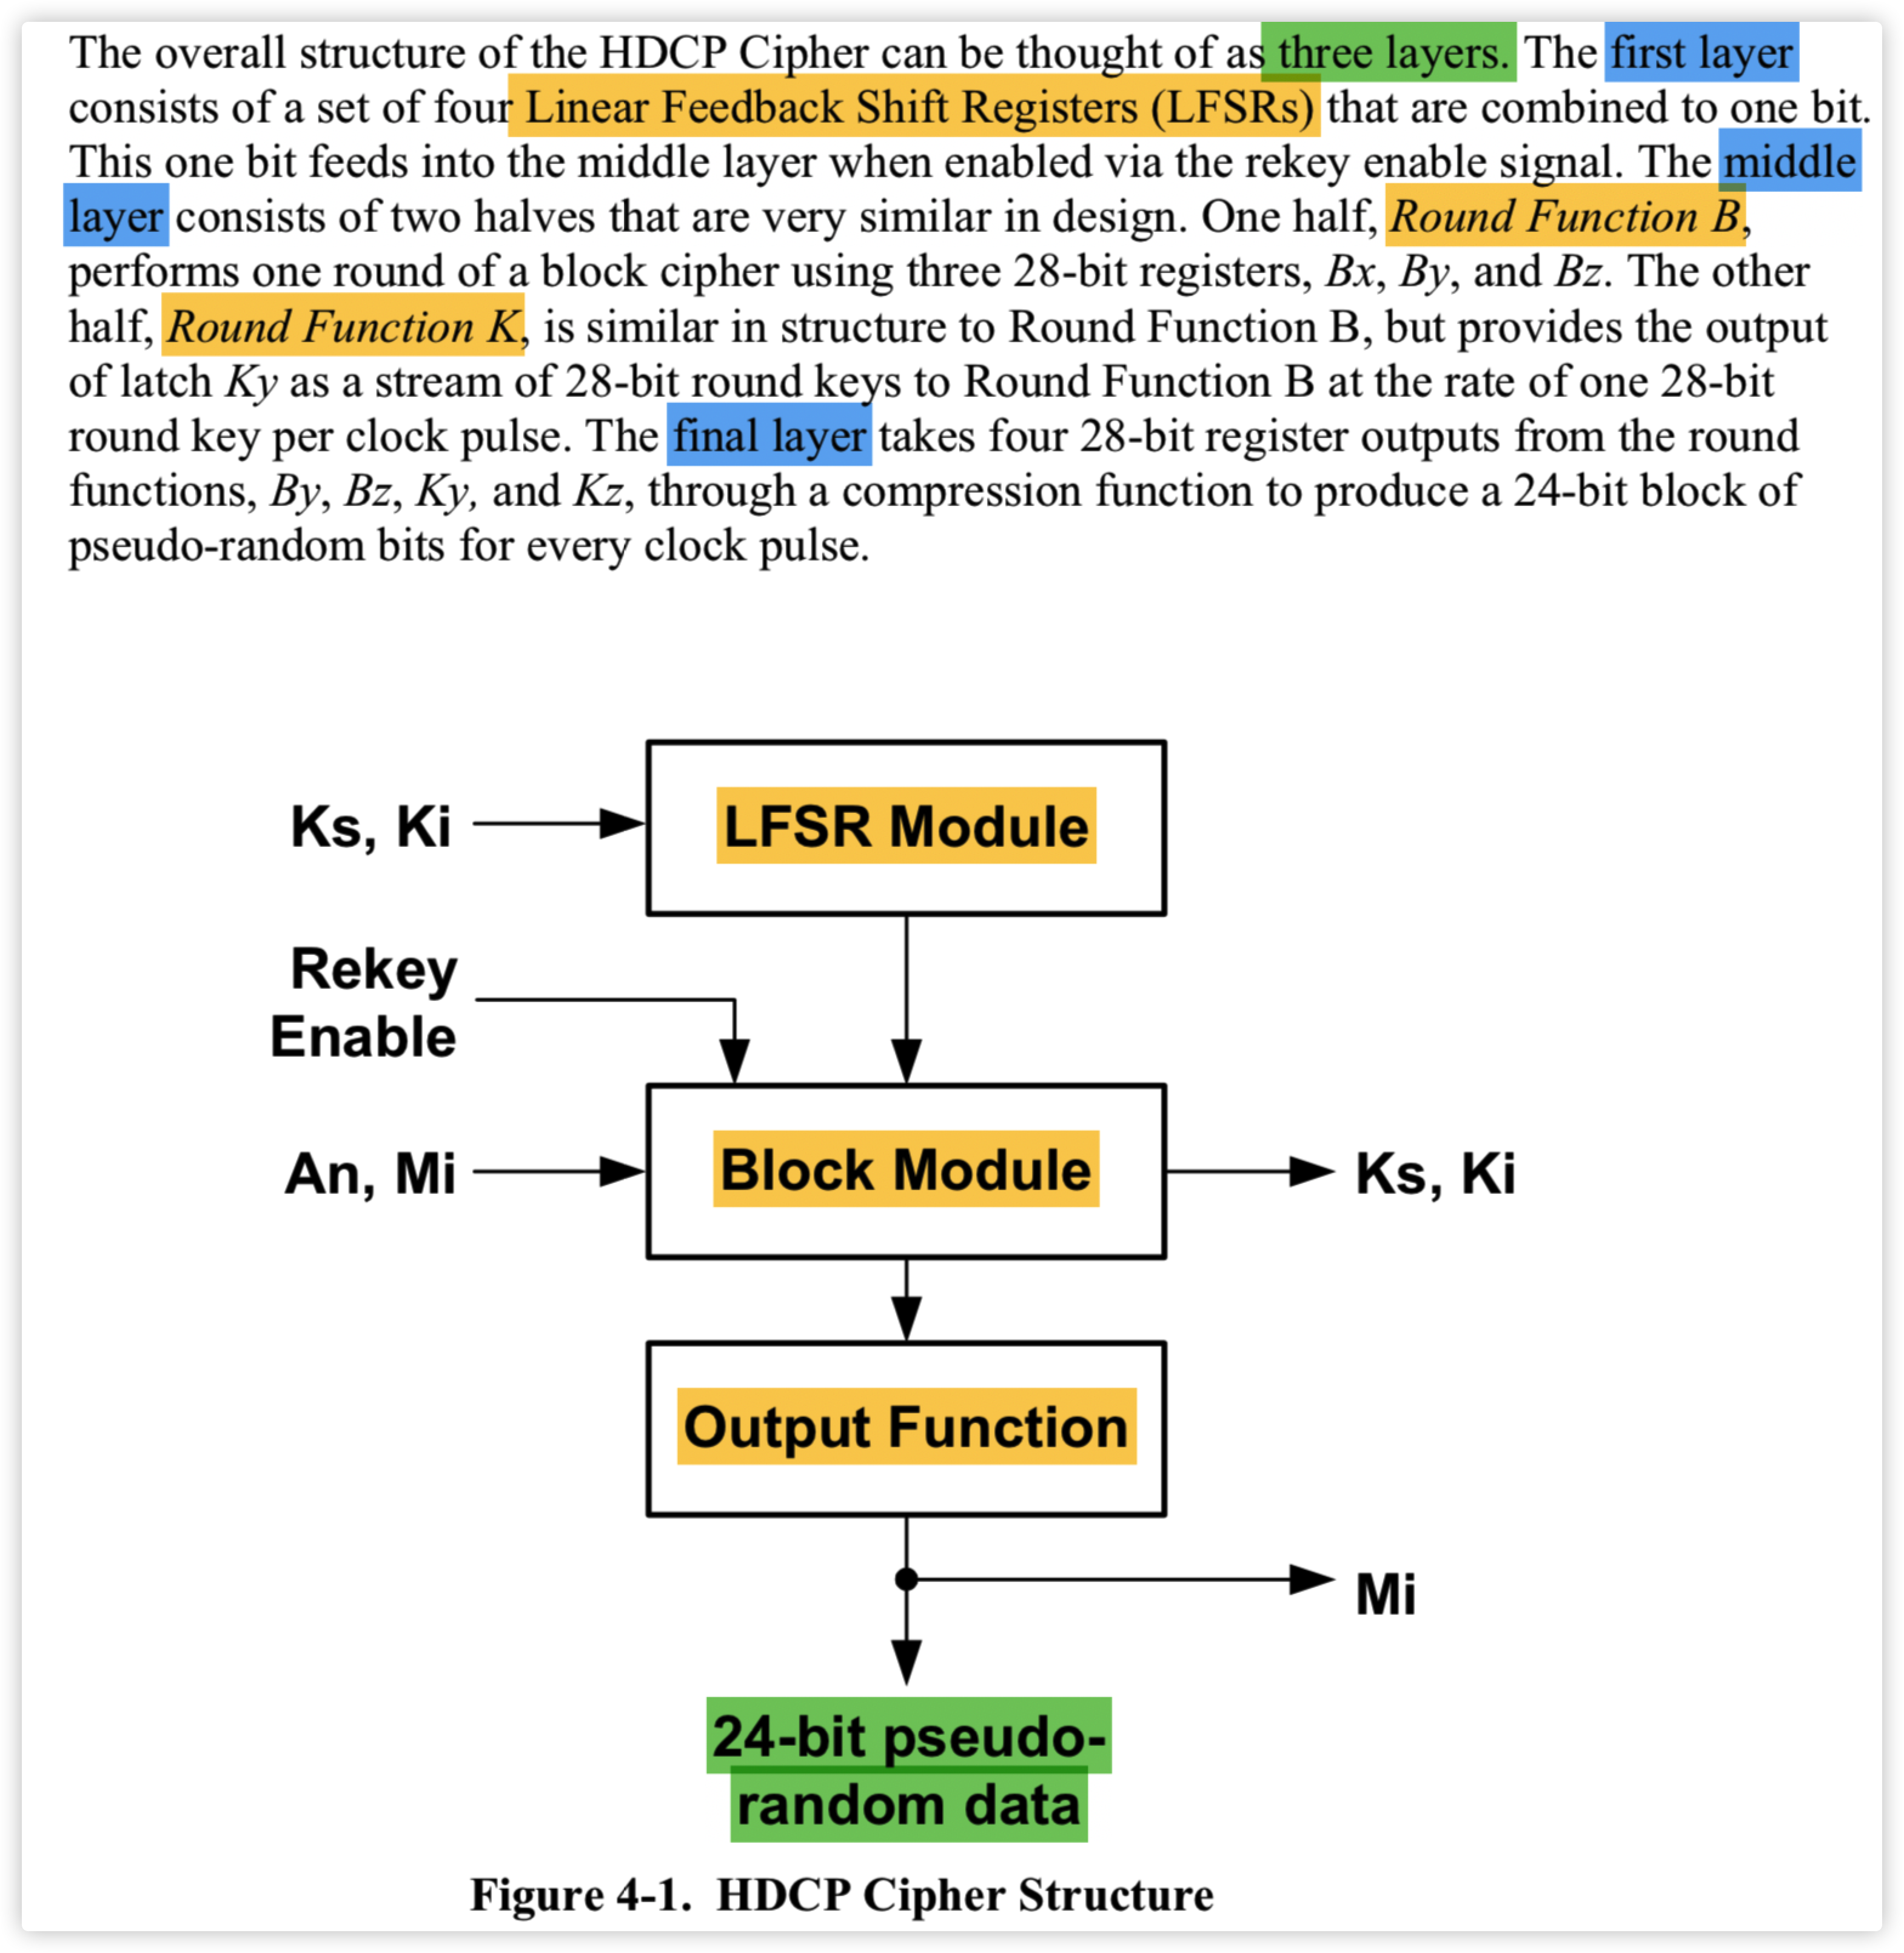 The overall structure of the HDCP Cipher can be thought of as three layers. The first layer
consists of a set of four Linear Feedback Shift Registers (LFSRs) that are combined to one bit.
This one bit feeds into the middle layer when enabled via the rekey enable signal. The middle
layer consists of two halves that are very similar in design. One half, Round Function B,
performs one round of a block cipher using three 28-bit registers, Bx, By, and Bz. The other
half, Round Function K, is similar in structure to Round Function B, but provides the output
of latch Ky as a stream of 28-bit round keys to Round Function B at the rate of one 28-bit
round key per clock pulse. The final layer takes four 28-bit register outputs from the round
functions, By, Bz, Ky, and Kz, through a compression function to produce a 24-bit block of
pseudo-random bits for every clock pulse.
Ks, Ki
LFSR Module
Rekey
Enable
An, Mi
Block Module
Ks, Ki
Output Function
Mi
24-bit pseudo-
random data
Figure 4-1. HDCP Cipher Structure